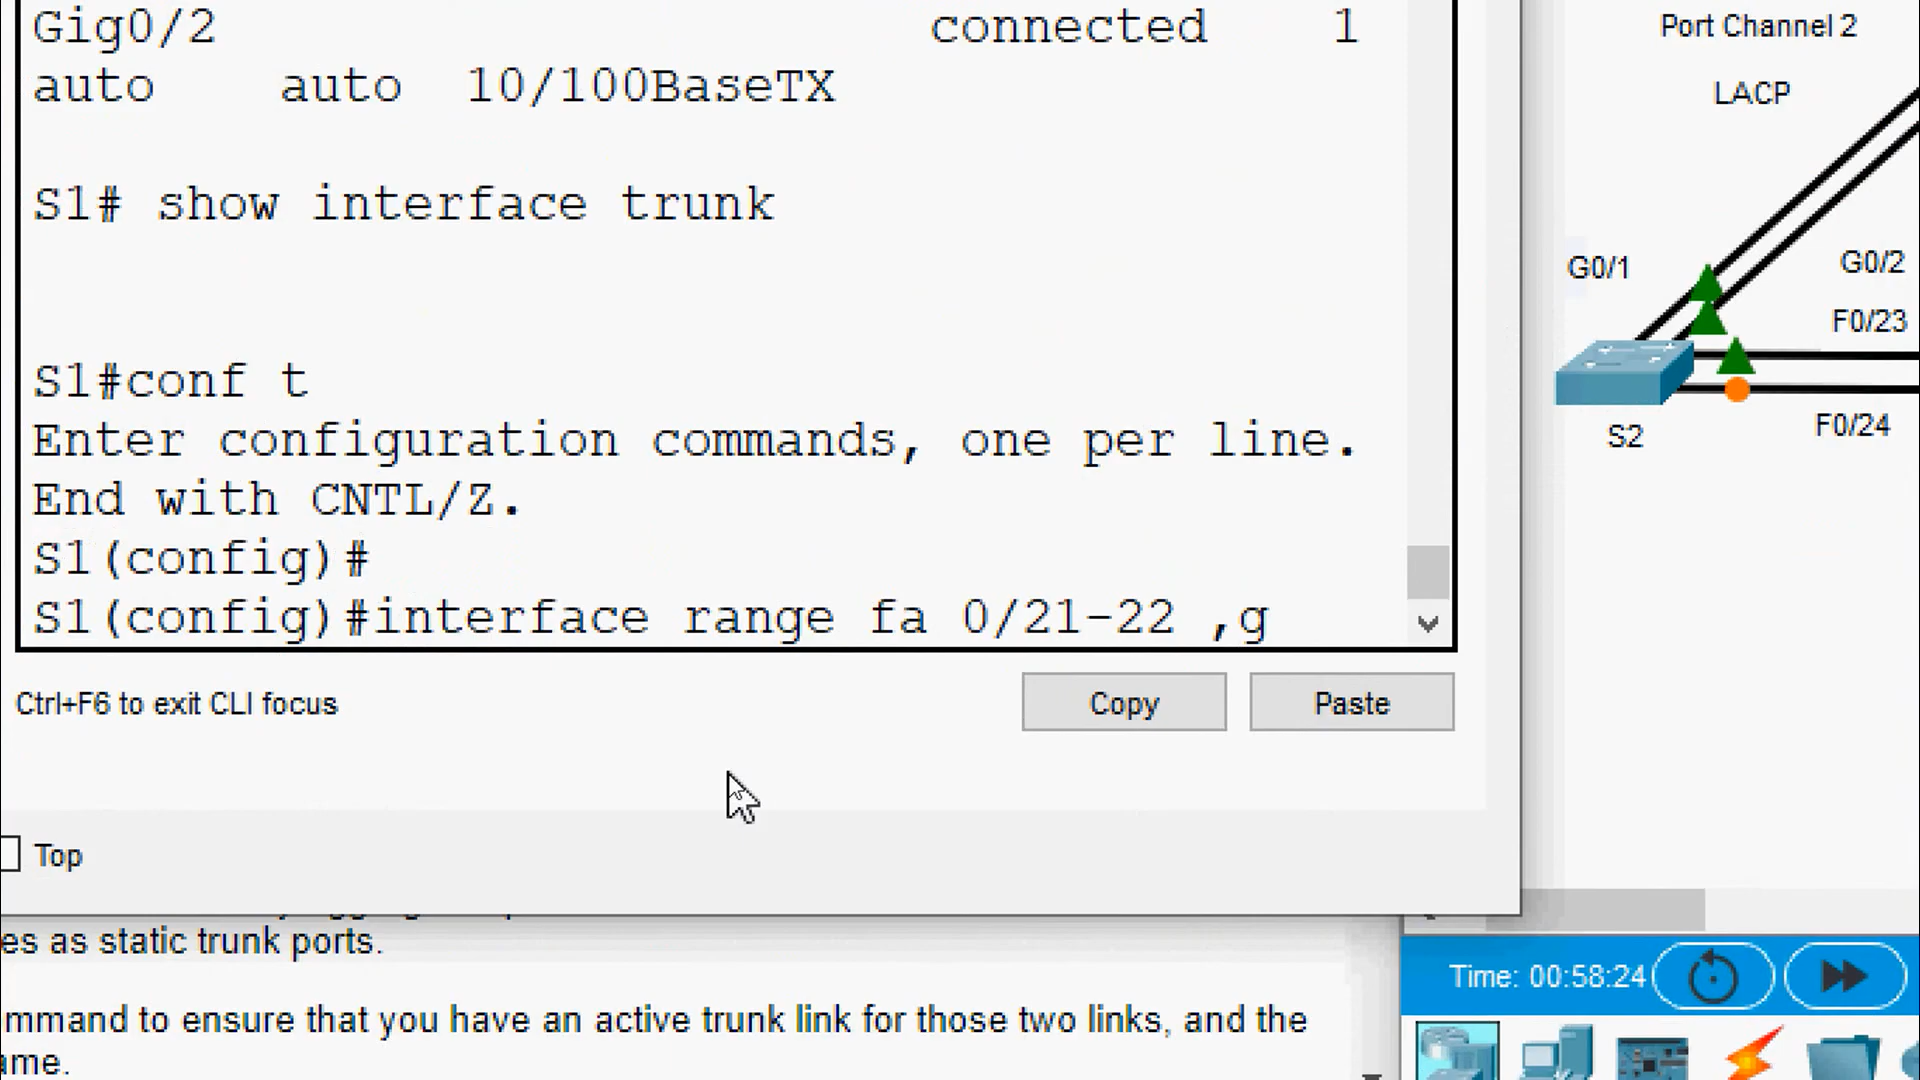 Gig0/2 connected 1
auto auto 10/100BaseTX
S1# show interface trunk
S1#conf t
Enter configuration commands, one per line.
End with CNTL/Z.
S1(config)#
S1(config)#interface range fa 0/21-22 ,g
Ctrl+F6 to exit CLI focus
Copy
Paste
Top
es as static trunk ports.
mmand to ensure that you have an active trunk link for those two links, and the
ame.
Port Channel 2
LACP
G0/1
G0/2
F0/23
S2
F0/24
Time: 00:58:24